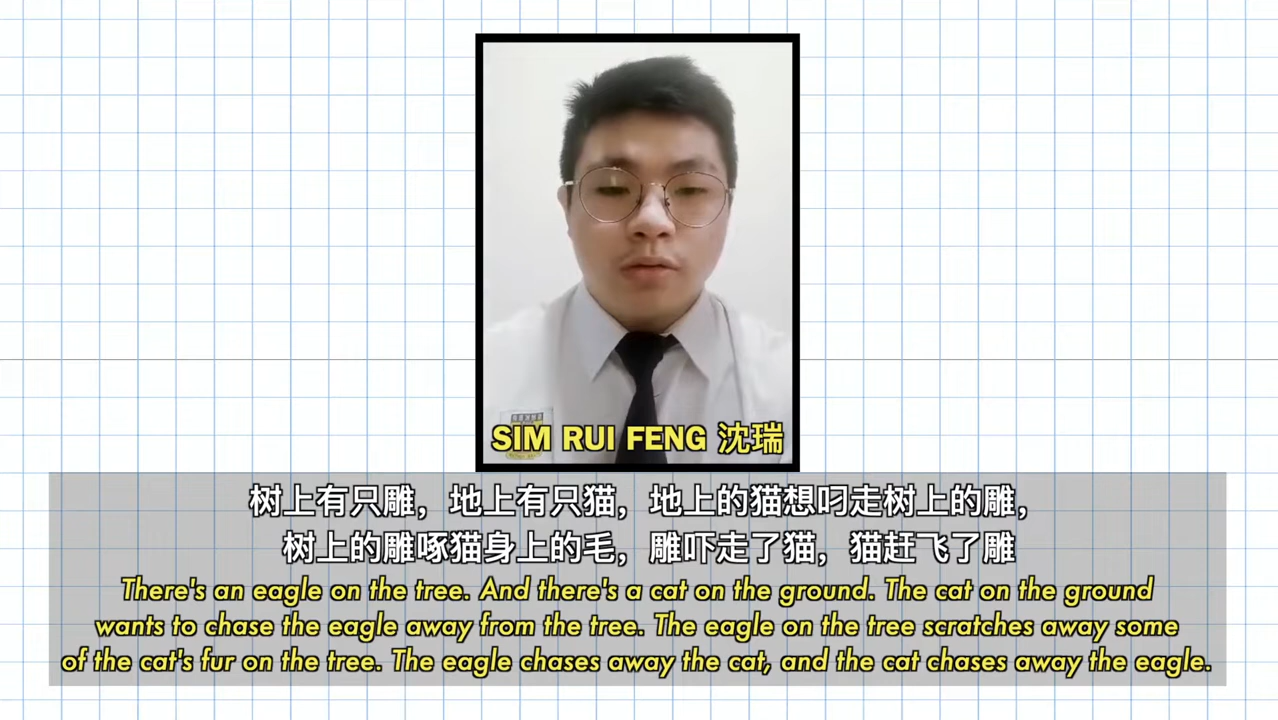 SIM RUI FENG 沈瑞
树上有只雕，地上有只猫，地上的猫想叼走树上的雕，
树上的雕啄猫身上的毛，雕吓走了猫，猫赶飞了雕
There's an eagle on the tree. And there's a cat on the ground. The cat on the ground
wants to chase the eagle away from the tree. The eagle on the tree scratches away some
of the cat's fur on the tree. The eagle chases away the cat, and the cat chases away the eagle.